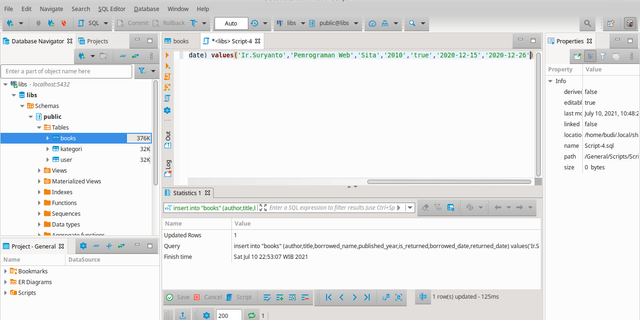 File Edit Navigate Search SQL Editor Database Window Help
SQL Commit Rollback Auto libs public@libs
Database Navigator Projects
Enter a part of object name here
libs - localhost:5432
libs
Schemas
public
Tables
books 376K
kategori 32K
user 32K
Views
Materialized Views
Indexes
Functions
Sequences
Data types
Aggregate functions
Project - General
Name DataSource
Bookmarks
ER Diagrams
Scripts
books *<libs> Script-4
date) values('Ir.Suryanto','Pemrograman Web','Sita','2010','true','2020-12-15','2020-12-26')
Out
Log
Statistics 1
insert into "books" (author,title,l Enter a SQL expression to filter results (use Ctrl+Sp
Name Value
Updated Rows 1
Query insert into "books" (author,title,borrowed_name,published_year,is_returned,borrowed_date,returned_date) values('Ir.S
Finish time Sat Jul 10 22:53:07 WIB 2021
Save Cancel Script 1 row(s) updated - 125ms
200 1
Properties
Property Value
Info
derive false
editabl true
last mo July 10, 2021, 10:48:2
linked false
locatio /home/budi/.local/sh
name Script-4.sql
path /General/Scripts/Scr
size 0 bytes